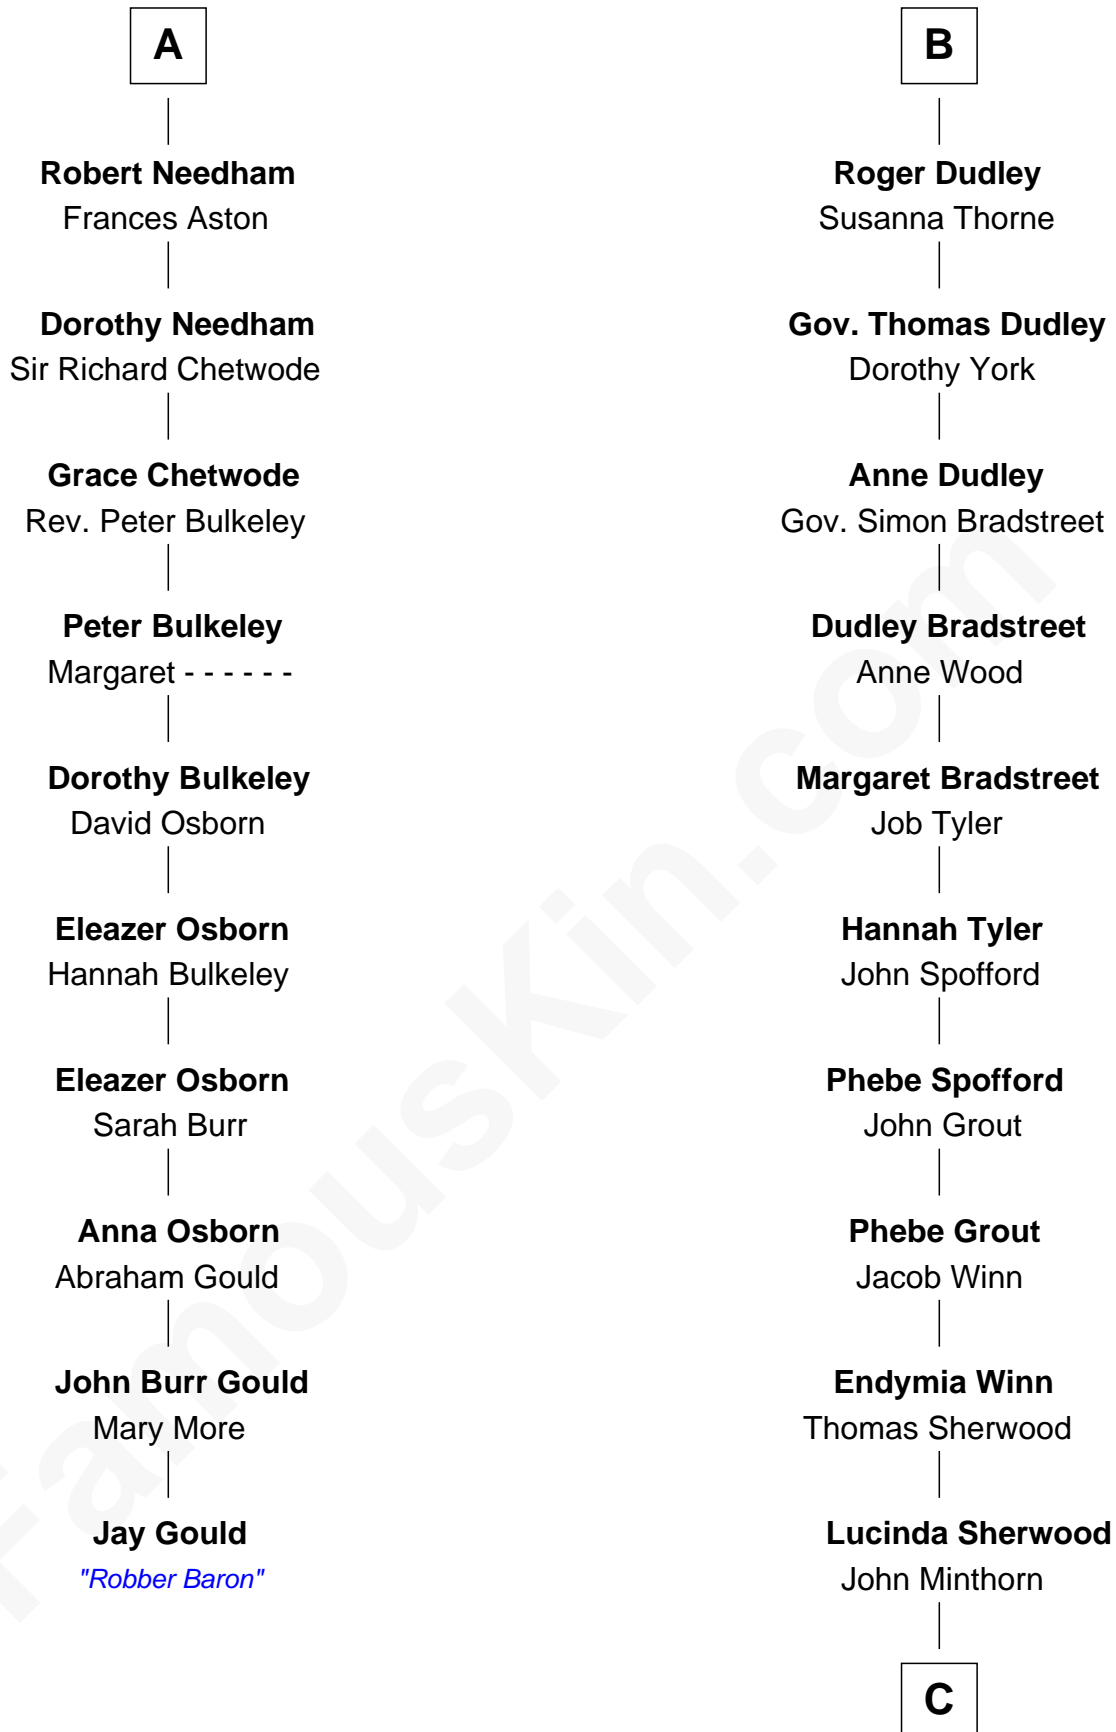 A
Robert Needham
Frances Aston
Dorothy Needham
Sir Richard Chetwode
Grace Chetwode
Rev. Peter Bulkeley
Peter Bulkeley
Margaret - - - - - -
Dorothy Bulkeley
David Osborn
Eleazer Osborn
Hannah Bulkeley
Eleazer Osborn
Sarah Burr
Anna Osborn
Abraham Gould
John Burr Gould
Mary More
Jay Gould
"Robber Baron"
B
Roger Dudley
Susanna Thorne
Gov. Thomas Dudley
Dorothy York
Anne Dudley
Gov. Simon Bradstreet
Dudley Bradstreet
Anne Wood
Margaret Bradstreet
Job Tyler
Hannah Tyler
John Spofford
Phebe Spofford
John Grout
Phebe Grout
Jacob Winn
Endymia Winn
Thomas Sherwood
Lucinda Sherwood
John Minthorn
C
FamousKin.com